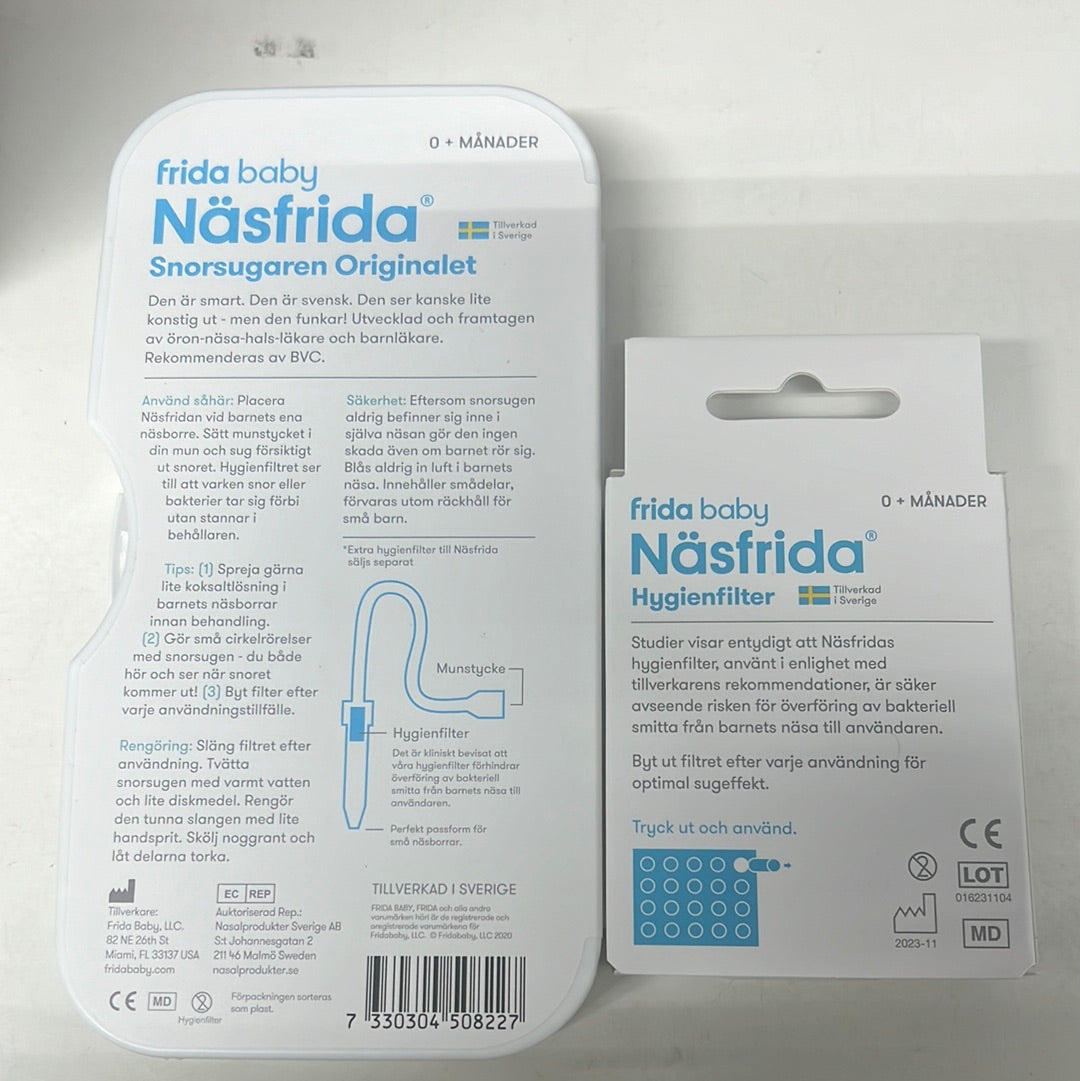 0 + MÅNADER
frida baby
Näsfrida®
Tillverkad
i Sverige
Snorsugaren Originalet
Den är smart. Den är svensk. Den ser kanske lite
konstig ut - men den funkar! Utvecklad och framtagen
av öron-näsa-hals-läkare och barnläkare.
Rekommenderas av BVC.
Använd såhär: Placera
Näsfridan vid barnets ena
näsborre. Sätt munstycket i
din mun och sug försiktigt
ut snoret. Hygienfiltret ser
till att varken snor eller
bakterier tar sig förbi
utan stannar i
behållaren.
Tips: (1) Spreja gärna
lite koksaltlösning i
barnets näsborrar
innan behandling.
(2) Gör små cirkelrörelser
med snorsugen - du både
hör och ser när snoret
kommer ut! (3) Byt filter efter
varje användningstillfälle.
Rengöring: Släng filtret efter
användning. Tvätta
snorsugen med varmt vatten
och lite diskmedel. Rengör
den tunna slangen med lite
handsprit. Skölj noggrant och
låt delarna torka.
Säkerhet: Eftersom snorsugen
aldrig befinner sig inne i
själva näsan gör den ingen
skada även om barnet rör sig.
Blås aldrig in luft i barnets
näsa. Innehåller smådelar,
förvaras utom räckhåll för
små barn.
*Extra hygienfilter till Näsfrida
säljs separat
Munstycke
Hygienfilter
Det är kliniskt bevisat att
våra hygienfilter förhindrar
överföring av bakteriell
smitta från barnets näsa till
användaren.
Perfekt passform för
små näsborrar.
Tillverkare:
Frida Baby, LLC.
82 NE 26th St
Miami, FL 33137 USA
fridababy.com
EC REP
Auktoriserad Rep.:
Nasalprodukter Sverige AB
S:t Johannesgatan 2
211 46 Malmö Sweden
nasalprodukter.se
TILLVERKAD I SVERIGE
FRIDA BABY, FRIDA och alla andra
varumärken häri är de registrerade och
oregistrerade varumärkena för
Fridababy, LLC. © Fridababy, LLC 2020
CE MD 2
Hygienfilter
Förpackningen sorteras
som plast.
7 330304 508227
0 + MÅNADER
frida baby
Näsfrida®
Hygienfilter
Tillverkad
i Sverige
Studier visar entydigt att Näsfridas
hygienfilter, använt i enlighet med
tillverkarens rekommendationer, är säker
avseende risken för överföring av bakteriell
smitta från barnets näsa till användaren.
Byt ut filtret efter varje användning för
optimal sugeffekt.
Tryck ut och använd.
CE
2
LOT
016231104
2023-11
MD